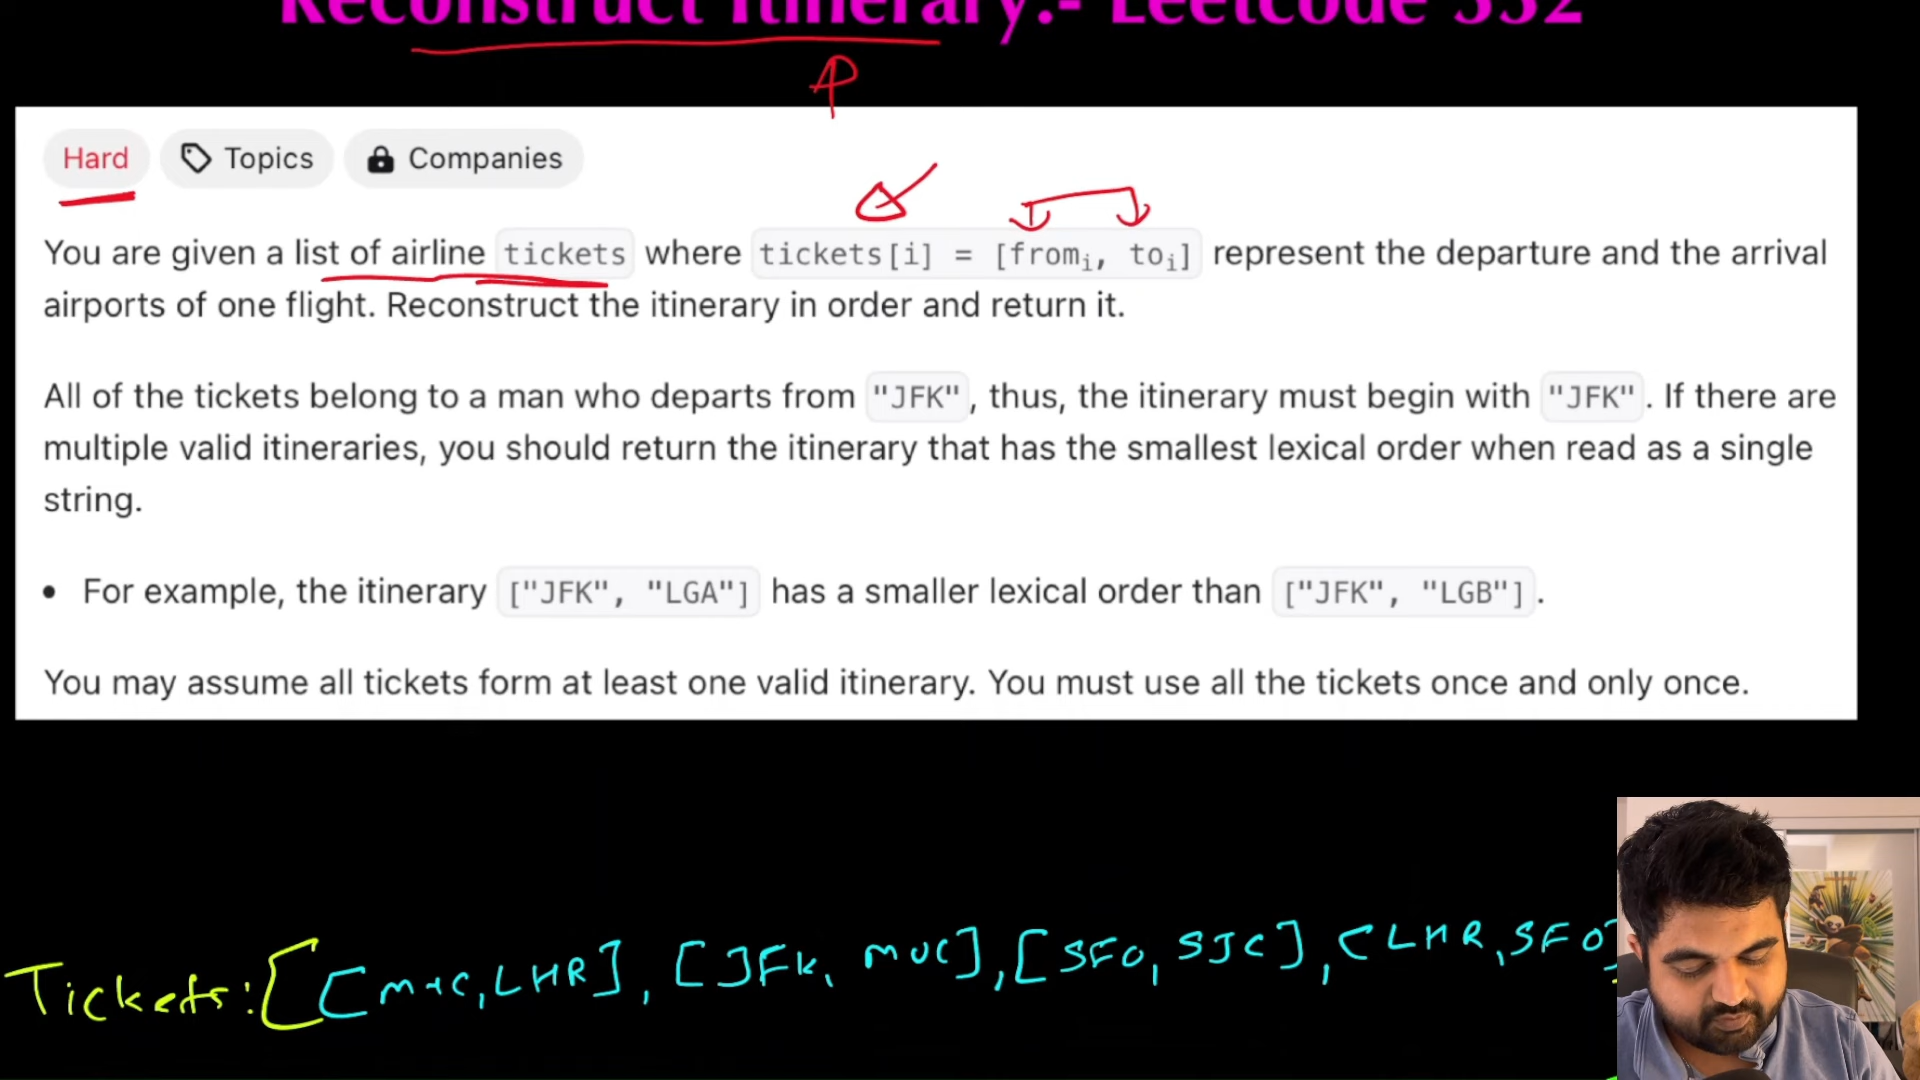 Reconstruct Itinerary:- Leetcode 332
Hard Topics Companies
You are given a list of airline tickets where tickets[i] = [fromi, toi] represent the departure and the arrival
airports of one flight. Reconstruct the itinerary in order and return it.
All of the tickets belong to a man who departs from "JFK", thus, the itinerary must begin with "JFK". If there are
multiple valid itineraries, you should return the itinerary that has the smallest lexical order when read as a single
string.
• For example, the itinerary ["JFK", "LGA"] has a smaller lexical order than ["JFK", "LGB"].
You may assume all tickets form at least one valid itinerary. You must use all the tickets once and only once.
Tickets: [[MUC, LHR], [JFK, MUC], [SFO, SJC], [LHR, SFO]